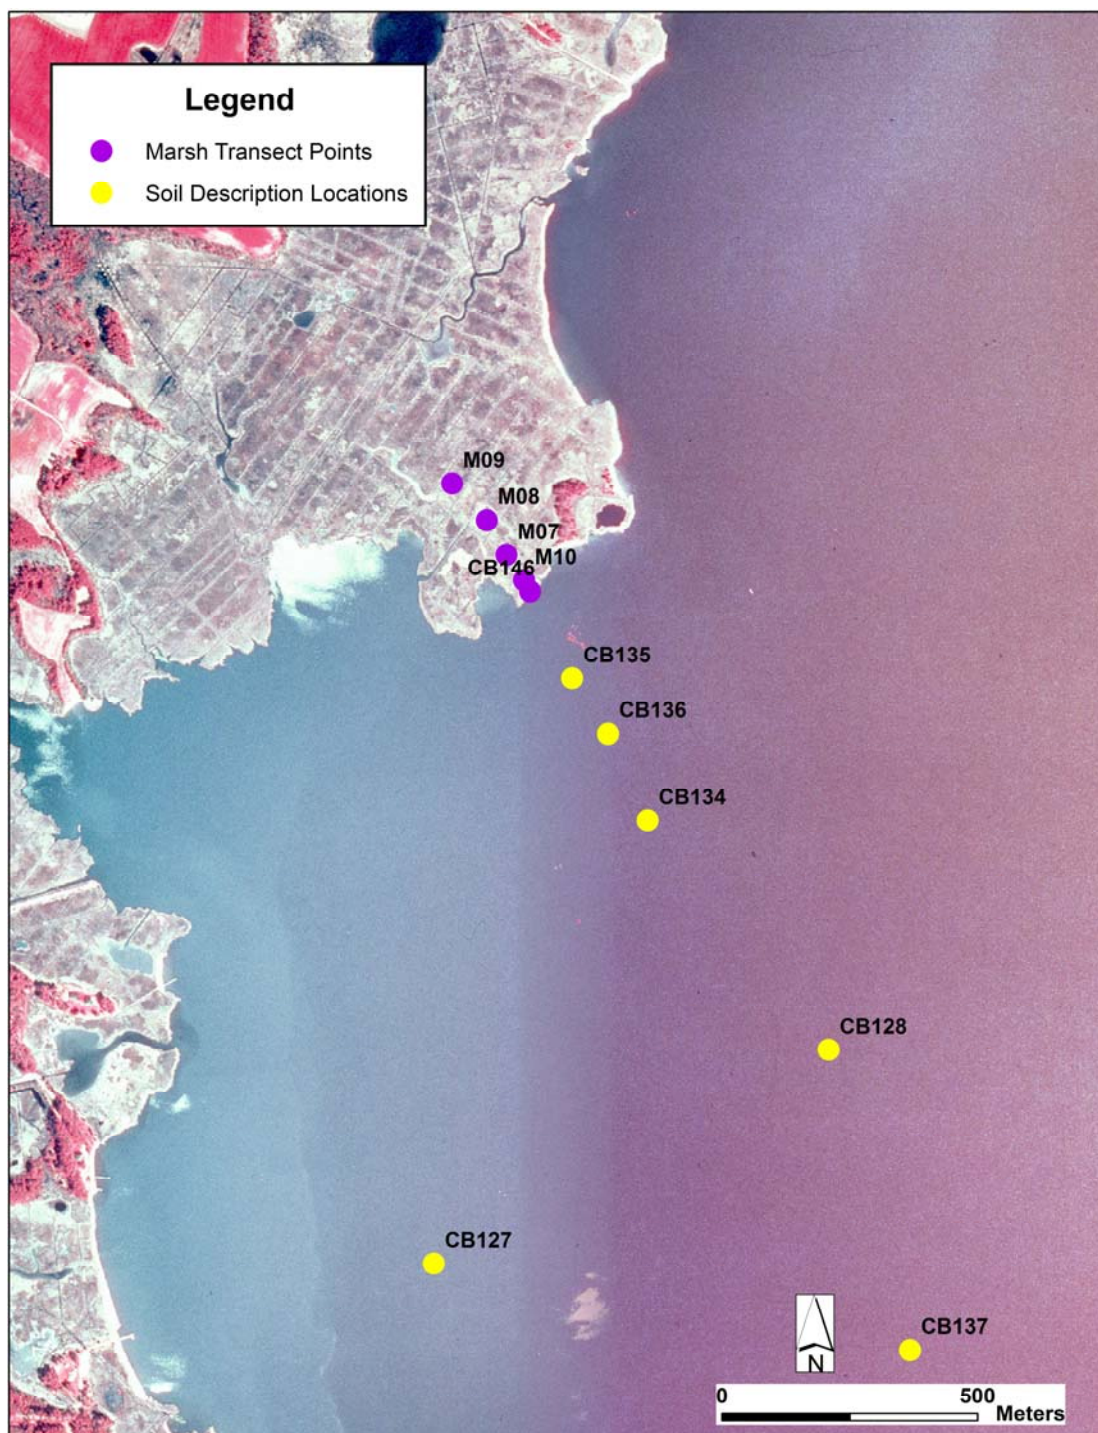 Legend
Marsh Transect Points
Soil Description Locations
M09
M08
M07
M10
CB146
CB135
CB136
CB134
CB128
CB127
CB137
N
0 500
Meters